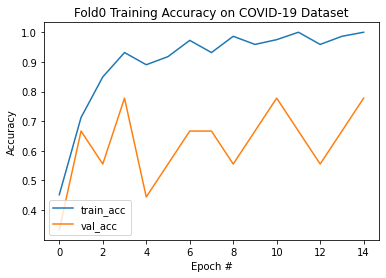 Fold0 Training Accuracy on COVID-19 Dataset
Accuracy
1.0
0.9
0.8
0.7
0.6
0.5
0.4
train_acc
val_acc
0 2 4 6 8 10 12 14
Epoch #